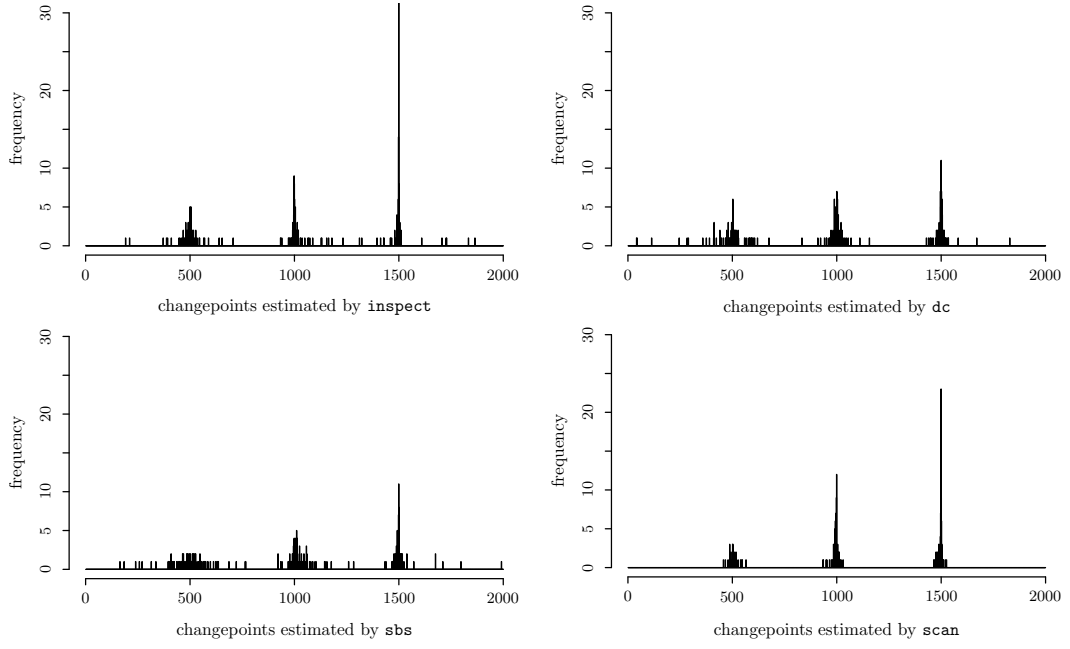 frequency
0 5 10 20 30
0 500 1000 1500 2000
changepoints estimated by inspect
frequency
0 5 10 20 30
0 500 1000 1500 2000
changepoints estimated by dc
frequency
0 5 10 20 30
0 500 1000 1500 2000
changepoints estimated by sbs
frequency
0 5 10 20 30
0 500 1000 1500 2000
changepoints estimated by scan